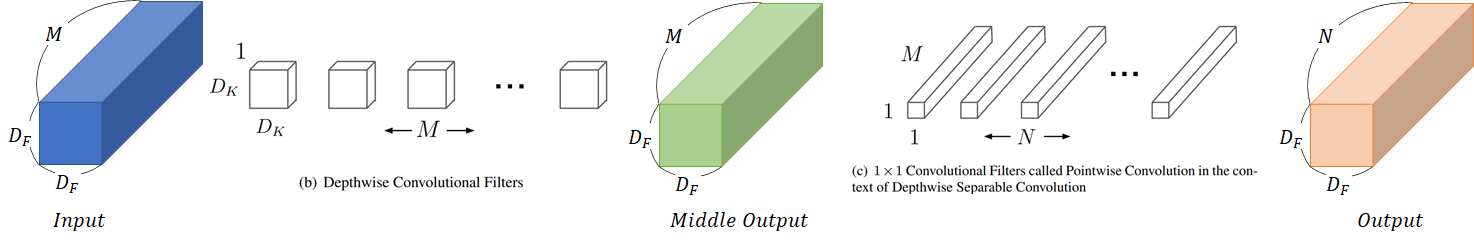 M
D_F
D_F
Input
1
D_K
D_K
...
M
(b) Depthwise Convolutional Filters
M
D_F
D_F
Middle Output
M
1
1
...
N
(c) 1 × 1 Convolutional Filters called Pointwise Convolution in the con-
text of Depthwise Separable Convolution
N
D_F
D_F
Output